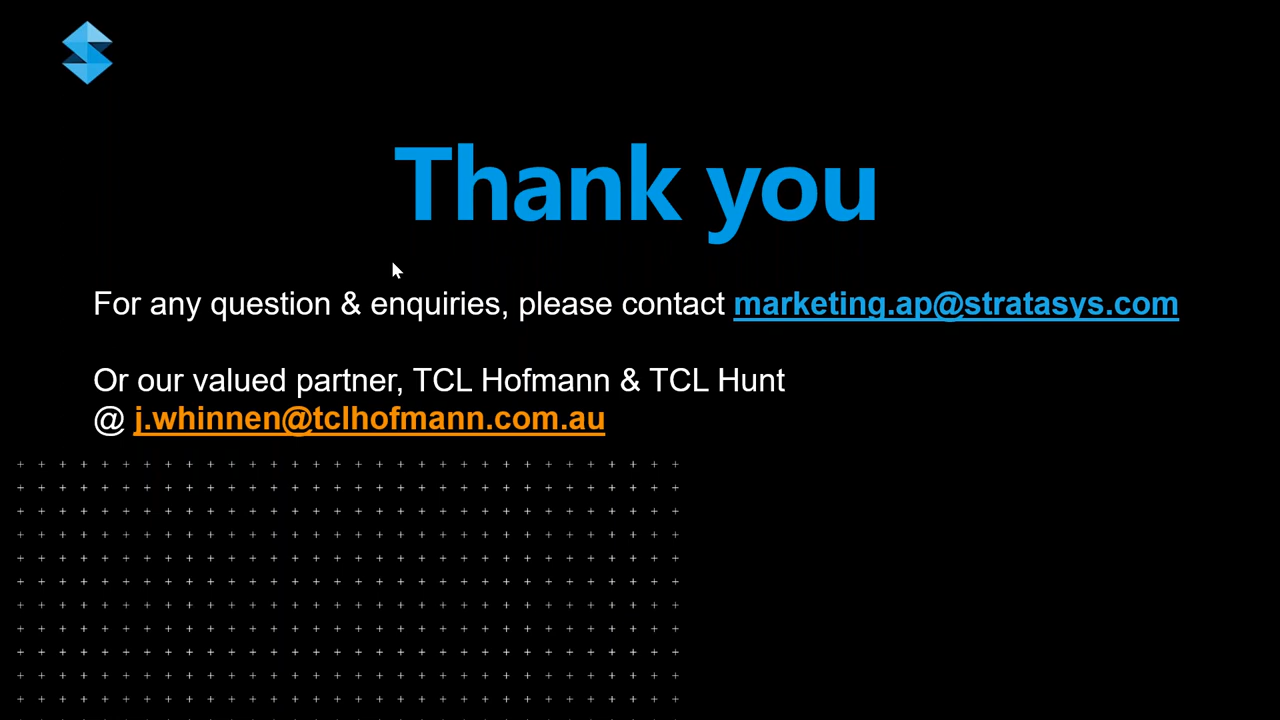 Thank you
For any question & enquiries, please contact marketing.ap@stratasys.com
Or our valued partner, TCL Hofmann & TCL Hunt
@ j.whinnen@tclhofmann.com.au